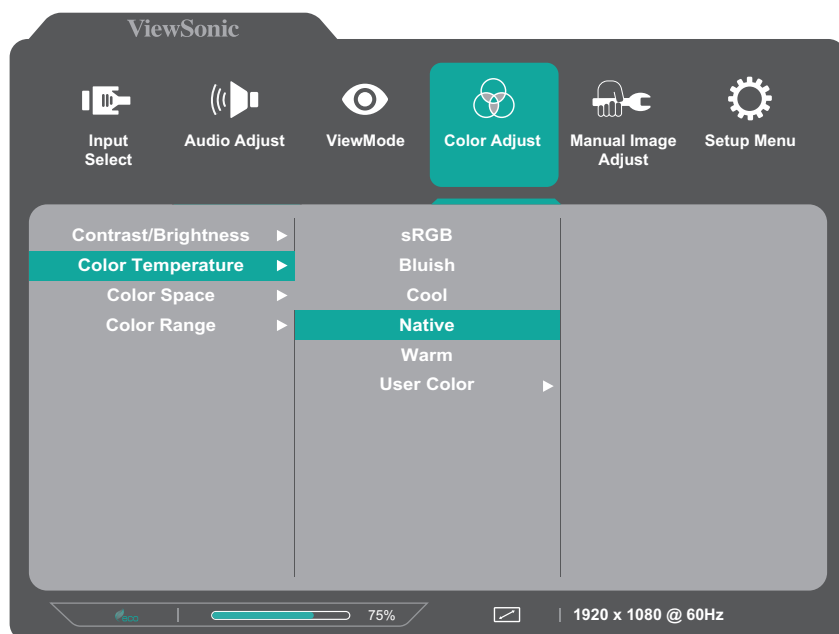 ViewSonic
Input
Select
Audio Adjust
ViewMode
Color Adjust
Manual Image
Adjust
Setup Menu
Contrast/Brightness
Color Temperature
Color Space
Color Range
sRGB
Bluish
Cool
Native
Warm
User Color
eco
75%
1920 x 1080 @ 60Hz